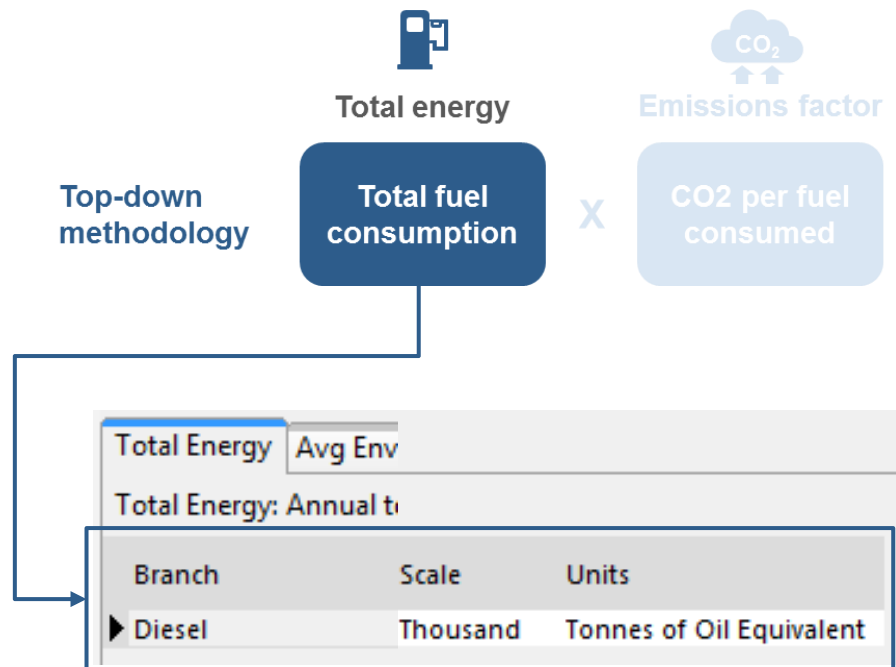 CO2
Total energy
Emissions factor
Top-down
methodology
Total fuel
consumption
X
CO2 per fuel
consumed
Total Energy
Avg Env
Total Energy: Annual t
Branch
Scale
Units
Diesel
Thousand
Tonnes of Oil Equivalent